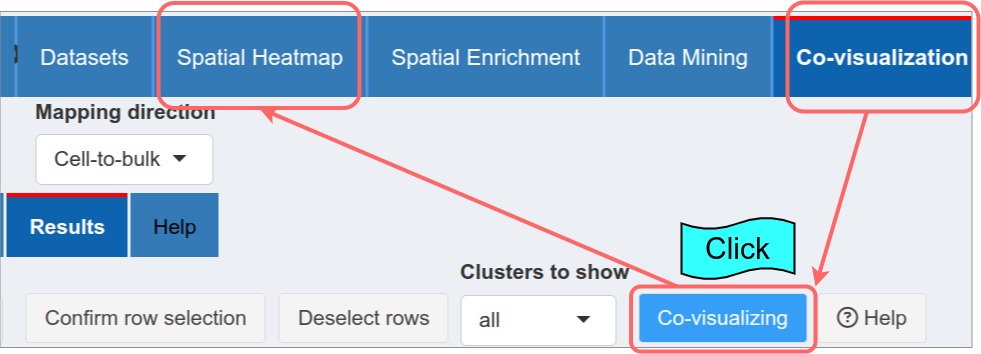 Datasets
Spatial Heatmap
Spatial Enrichment
Data Mining
Co-visualization
Mapping direction
Cell-to-bulk
Results
Help
Click
Clusters to show
Confirm row selection
Deselect rows
all
Co-visualizing
Help